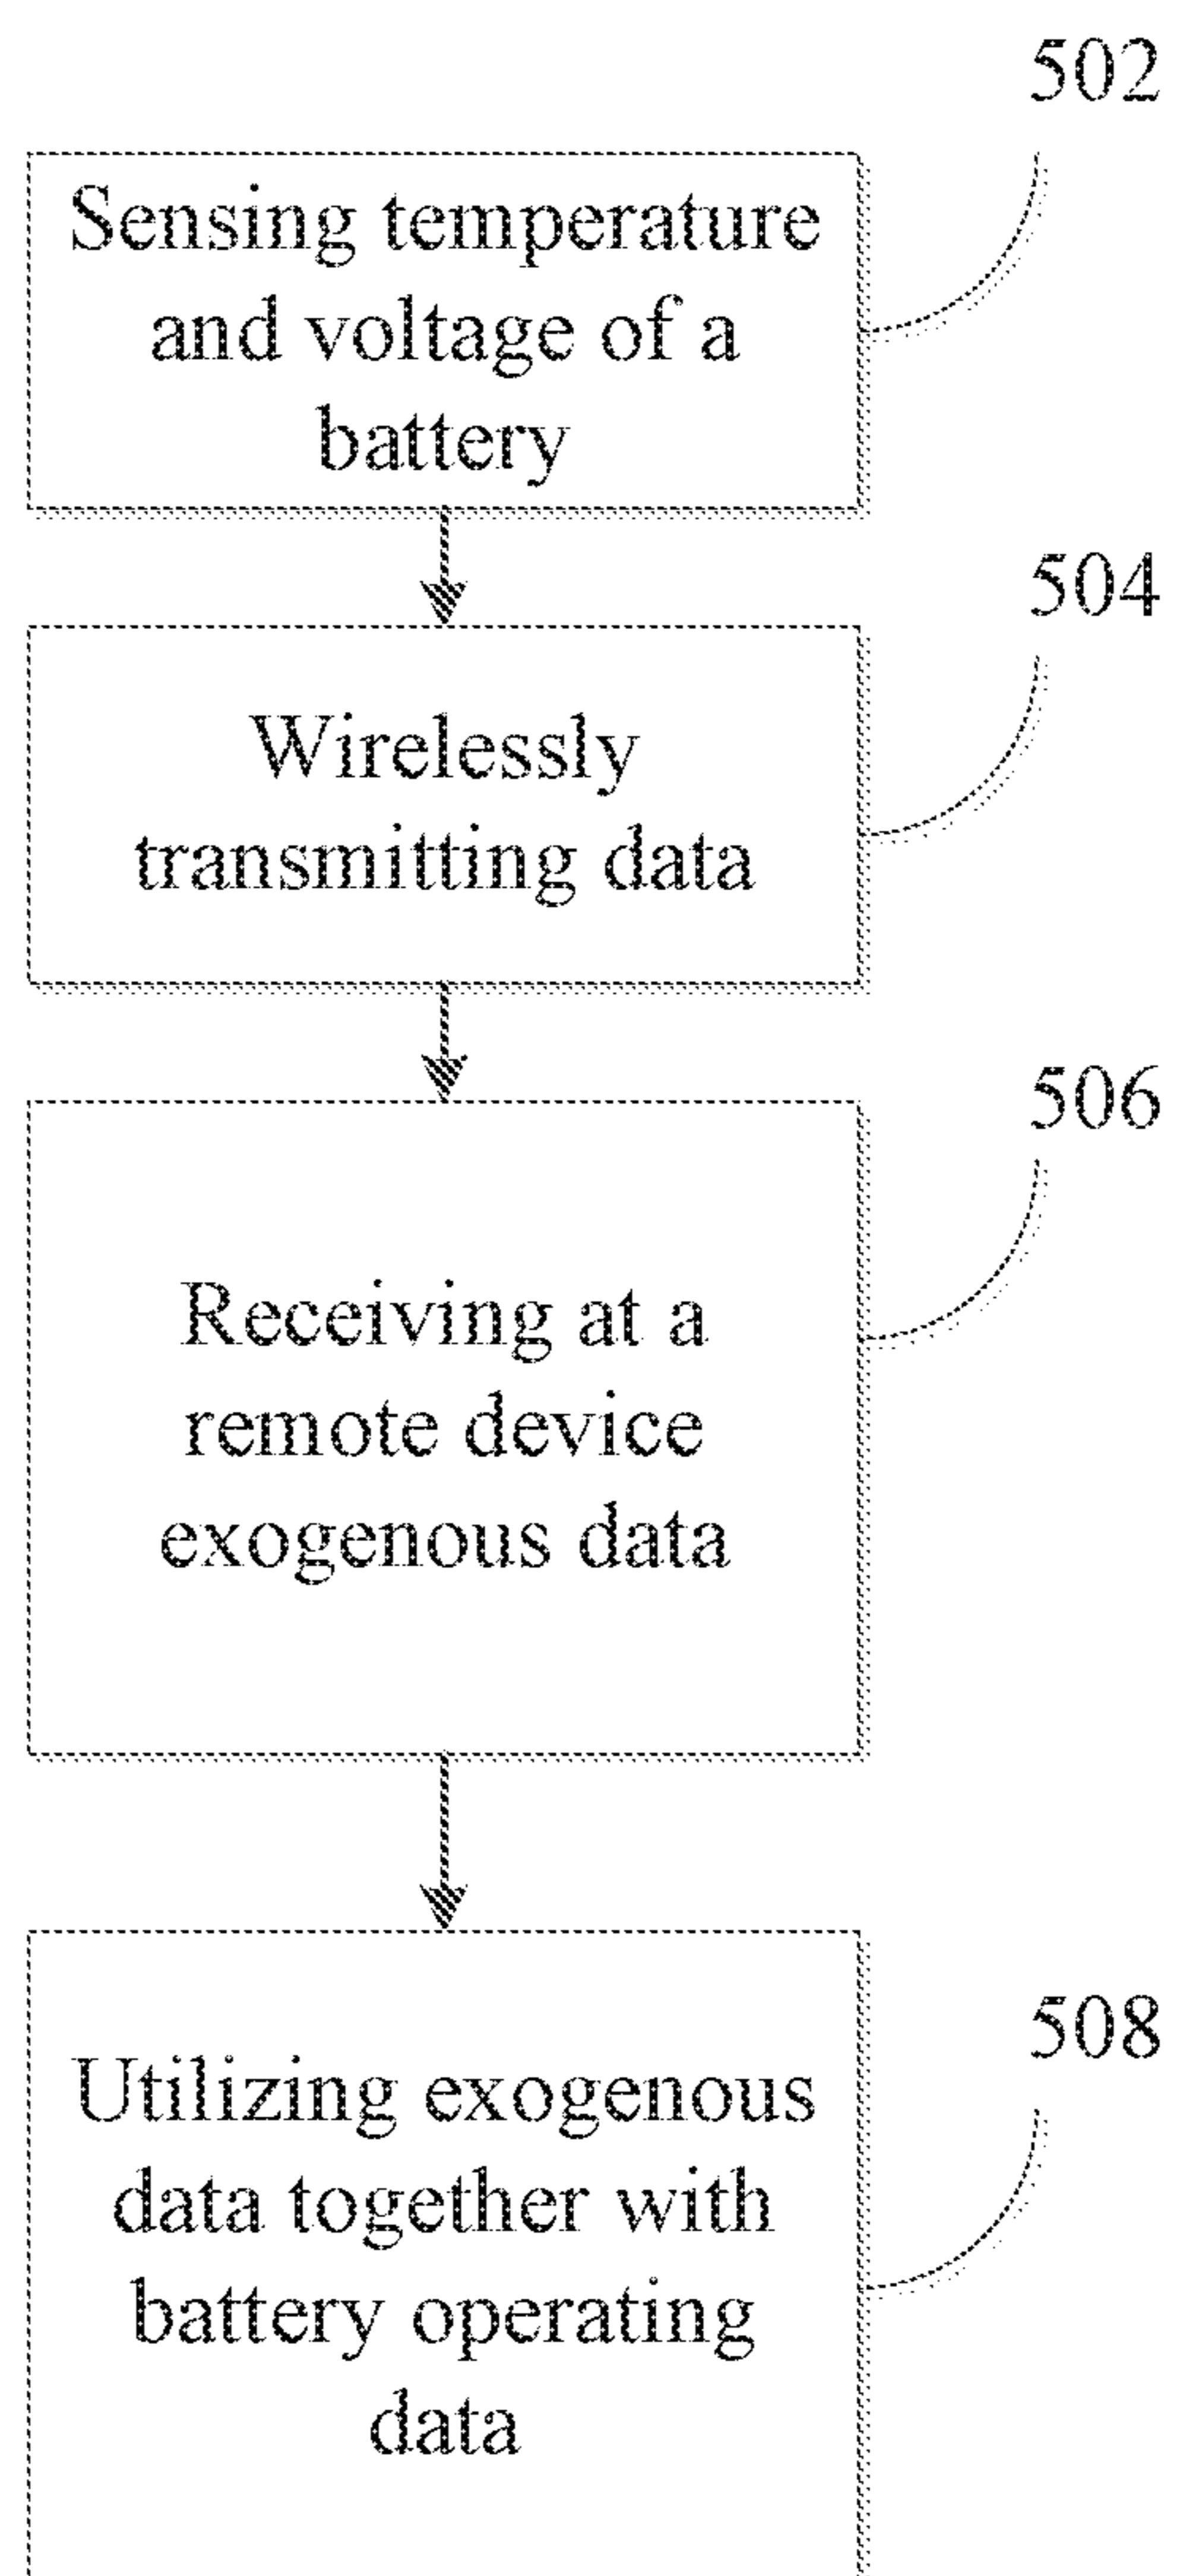 502
Sensing temperature
and voltage of a
battery
504
Wirelessly
transmitting data
506
Receiving at a
remote device
exogenous data
508
Utilizing exogenous
data together with
battery operating
data